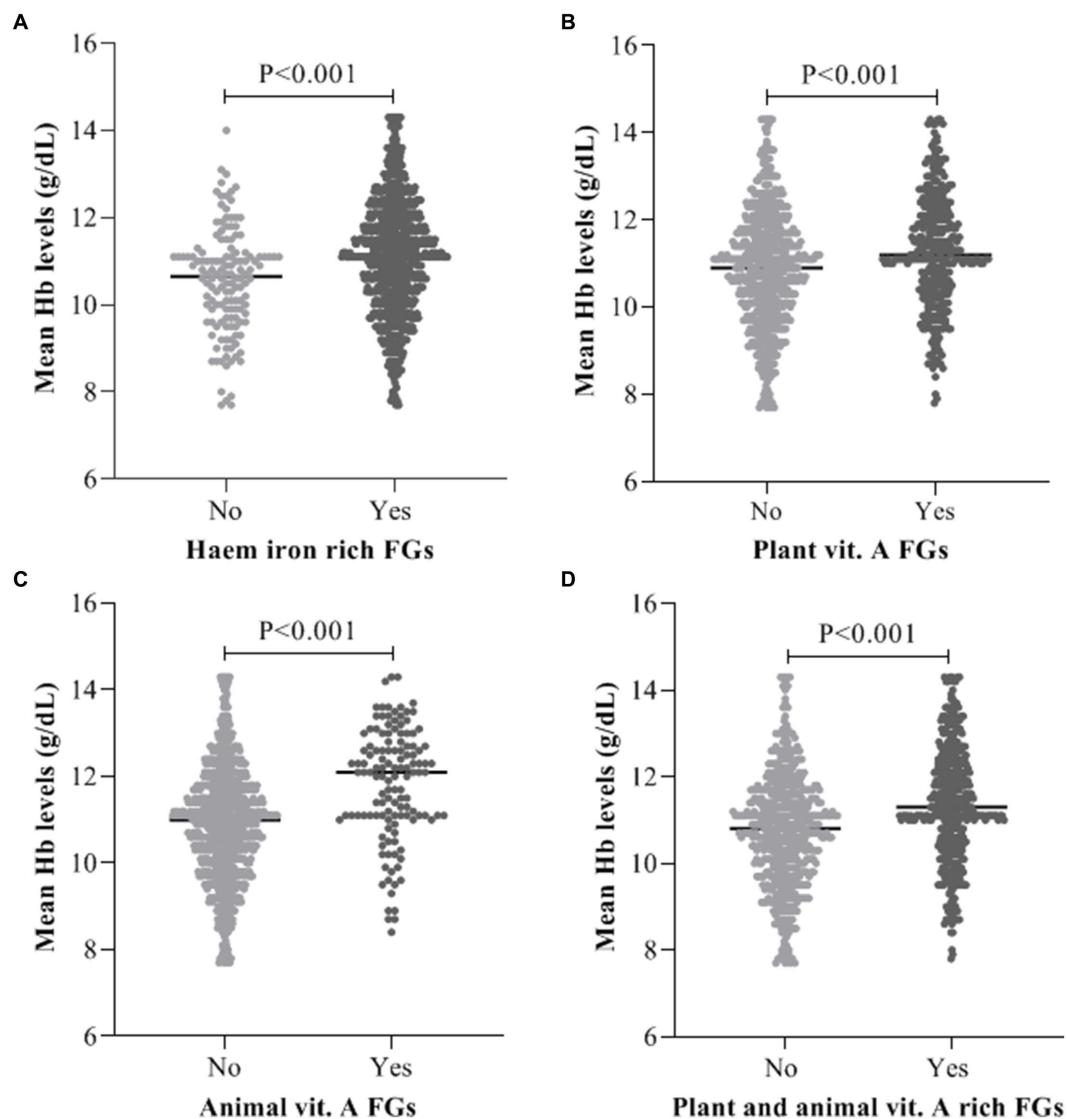 A
16
14
12
10
8
6
Mean Hb levels (g/dL)
P<0.001
No
Yes
Haem iron rich FGs
B
16
14
12
10
8
6
Mean Hb levels (g/dL)
P<0.001
No
Yes
Plant vit. A FGs
C
16
14
12
10
8
6
Mean Hb levels (g/dL)
P<0.001
No
Yes
Animal vit. A FGs
D
16
14
12
10
8
6
Mean Hb levels (g/dL)
P<0.001
No
Yes
Plant and animal vit. A rich FGs